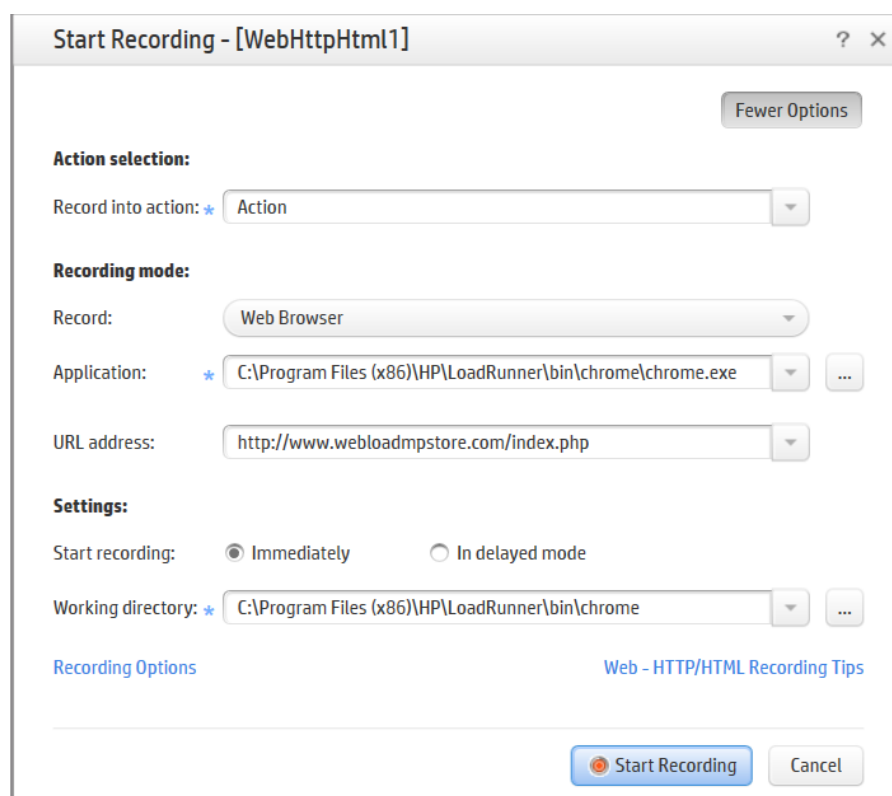 Start Recording - [WebHttpHtml1] ? ×
Fewer Options
Action selection:
Record into action: * Action
Recording mode:
Record: Web Browser
Application: * C:\Program Files (x86)\HP\LoadRunner\bin\chrome\chrome.exe ...
URL address: http://www.webloadmpstore.com/index.php
Settings:
Start recording: Immediately In delayed mode
Working directory: * C:\Program Files (x86)\HP\LoadRunner\bin\chrome ...
Recording Options Web - HTTP/HTML Recording Tips
Start Recording Cancel